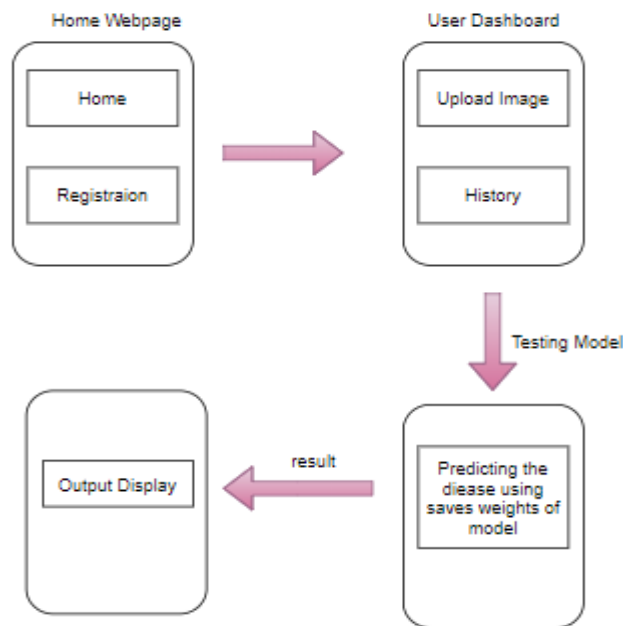 Home Webpage
User Dashboard
Home
Registraion
Upload Image
History
Testing Model
Predicting the
diease using
saves weights of
model
result
Output Display